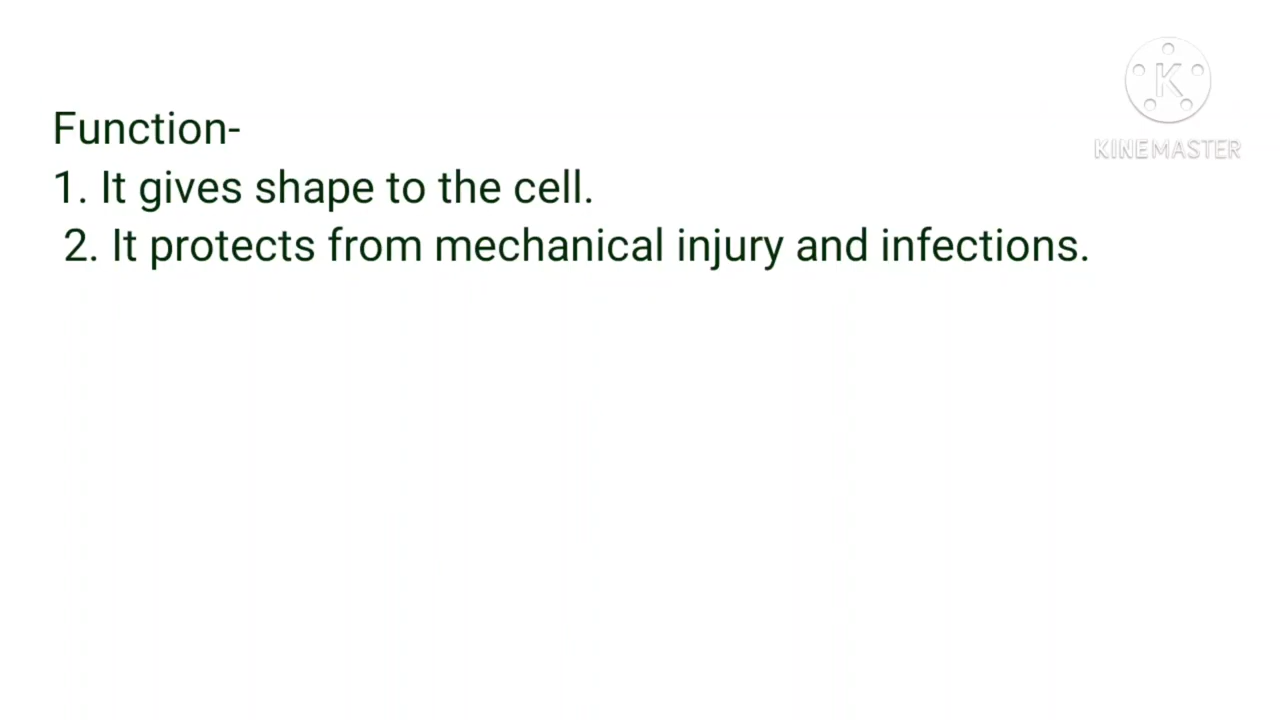 Function-
1. It gives shape to the cell.
2. It protects from mechanical injury and infections.
K
KINEMASTER